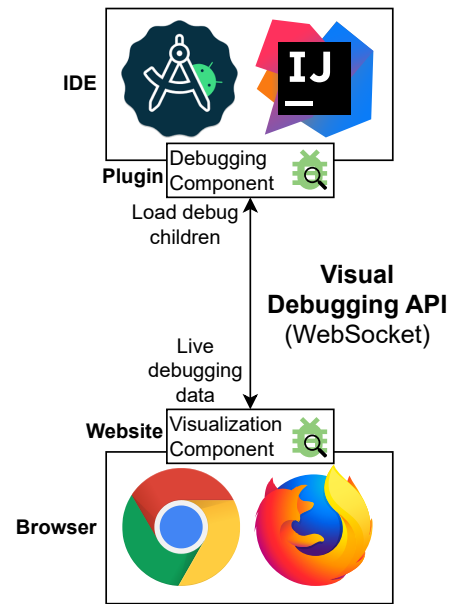 IDE
IJ
Plugin
Debugging
Component
Load debug
children
Visual
Debugging API
(WebSocket)
Live
debugging
data
Website
Visualization
Component
Browser